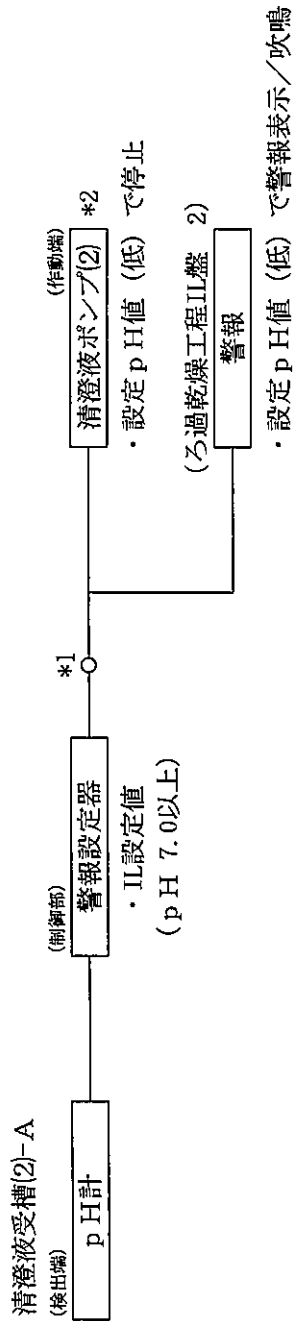 清澄液受槽(2)-A
(検出端)
pH計
(制御部)
警報設定器
・IL設定値
(pH 7.0以上)
*1
(作動端)
清澄液ポンプ(2) *2
・設定pH値(低)で停止
(ろ過乾燥工程IL盤 2)
警報
・設定pH値(低)で警報表示/吹鳴